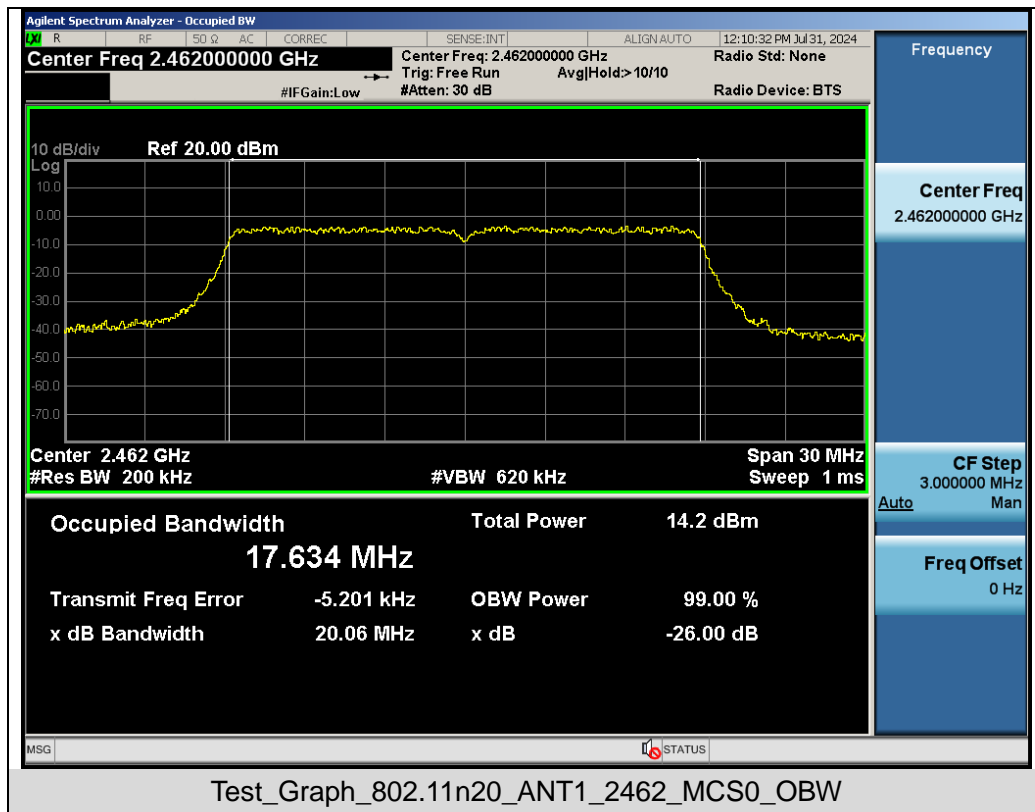 Agilent Spectrum Analyzer - Occupied BW
LXI R RF 50 Ω AC CORREC SENSE:INT ALIGN AUTO 12:10:32 PM Jul 31, 2024
Center Freq 2.462000000 GHz
Center Freq: 2.462000000 GHz Radio Std: None
Trig: Free Run Avg|Hold:> 10/10
#IFGain:Low #Atten: 30 dB Radio Device: BTS
10 dB/div Ref 20.00 dBm
Log
10.0
0.00
-10.0
-20.0
-30.0
-40.0
-50.0
-60.0
-70.0
Center 2.462 GHz Span 30 MHz
#Res BW 200 kHz #VBW 620 kHz Sweep 1 ms
Occupied Bandwidth Total Power 14.2 dBm
17.634 MHz
Transmit Freq Error -5.201 kHz OBW Power 99.00 %
x dB Bandwidth 20.06 MHz x dB -26.00 dB
Frequency
Center Freq
2.462000000 GHz
CF Step
3.000000 MHz
Auto Man
Freq Offset
0 Hz
MSG STATUS
Test_Graph_802.11n20_ANT1_2462_MCS0_OBW